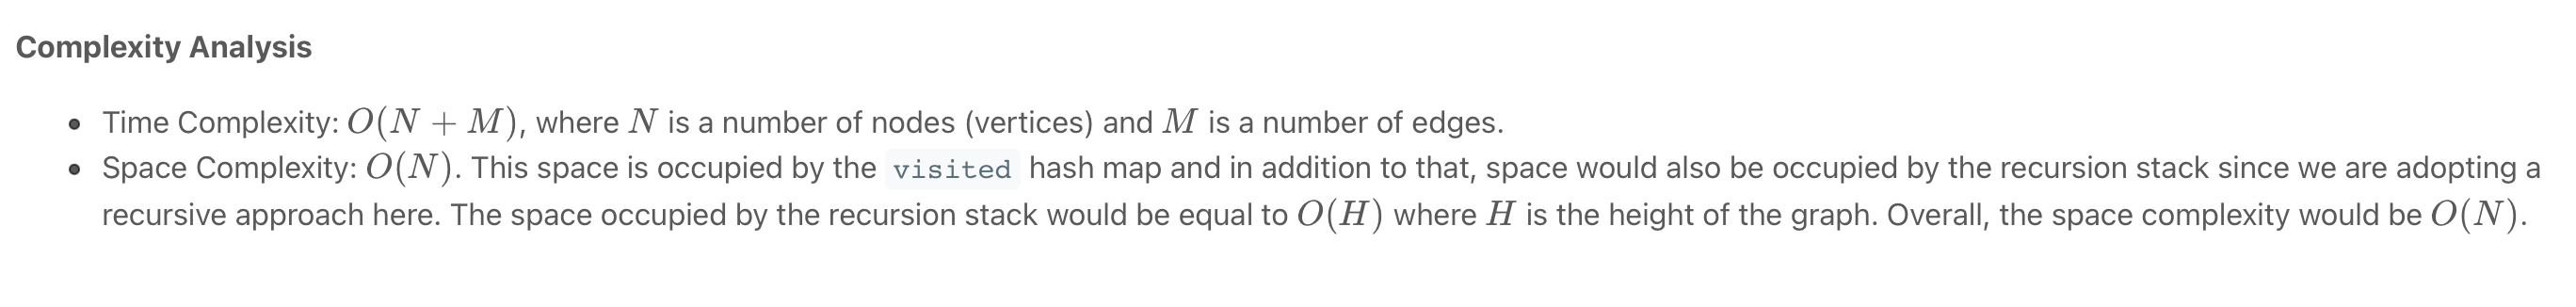 Complexity Analysis
• Time Complexity: O(N + M), where N is a number of nodes (vertices) and M is a number of edges.
• Space Complexity: O(N). This space is occupied by the visited hash map and in addition to that, space would also be occupied by the recursion stack since we are adopting a
recursive approach here. The space occupied by the recursion stack would be equal to O(H) where H is the height of the graph. Overall, the space complexity would be O(N).